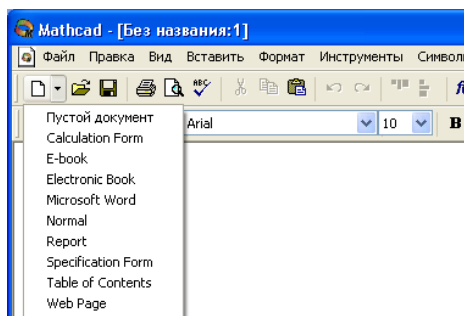 Mathcad - [Без названия:1]
Файл Правка Вид Вставить Формат Инструменты Символ
ABC
Arial 10 B
Пустой документ
Calculation Form
E-book
Electronic Book
Microsoft Word
Normal
Report
Specification Form
Table of Contents
Web Page